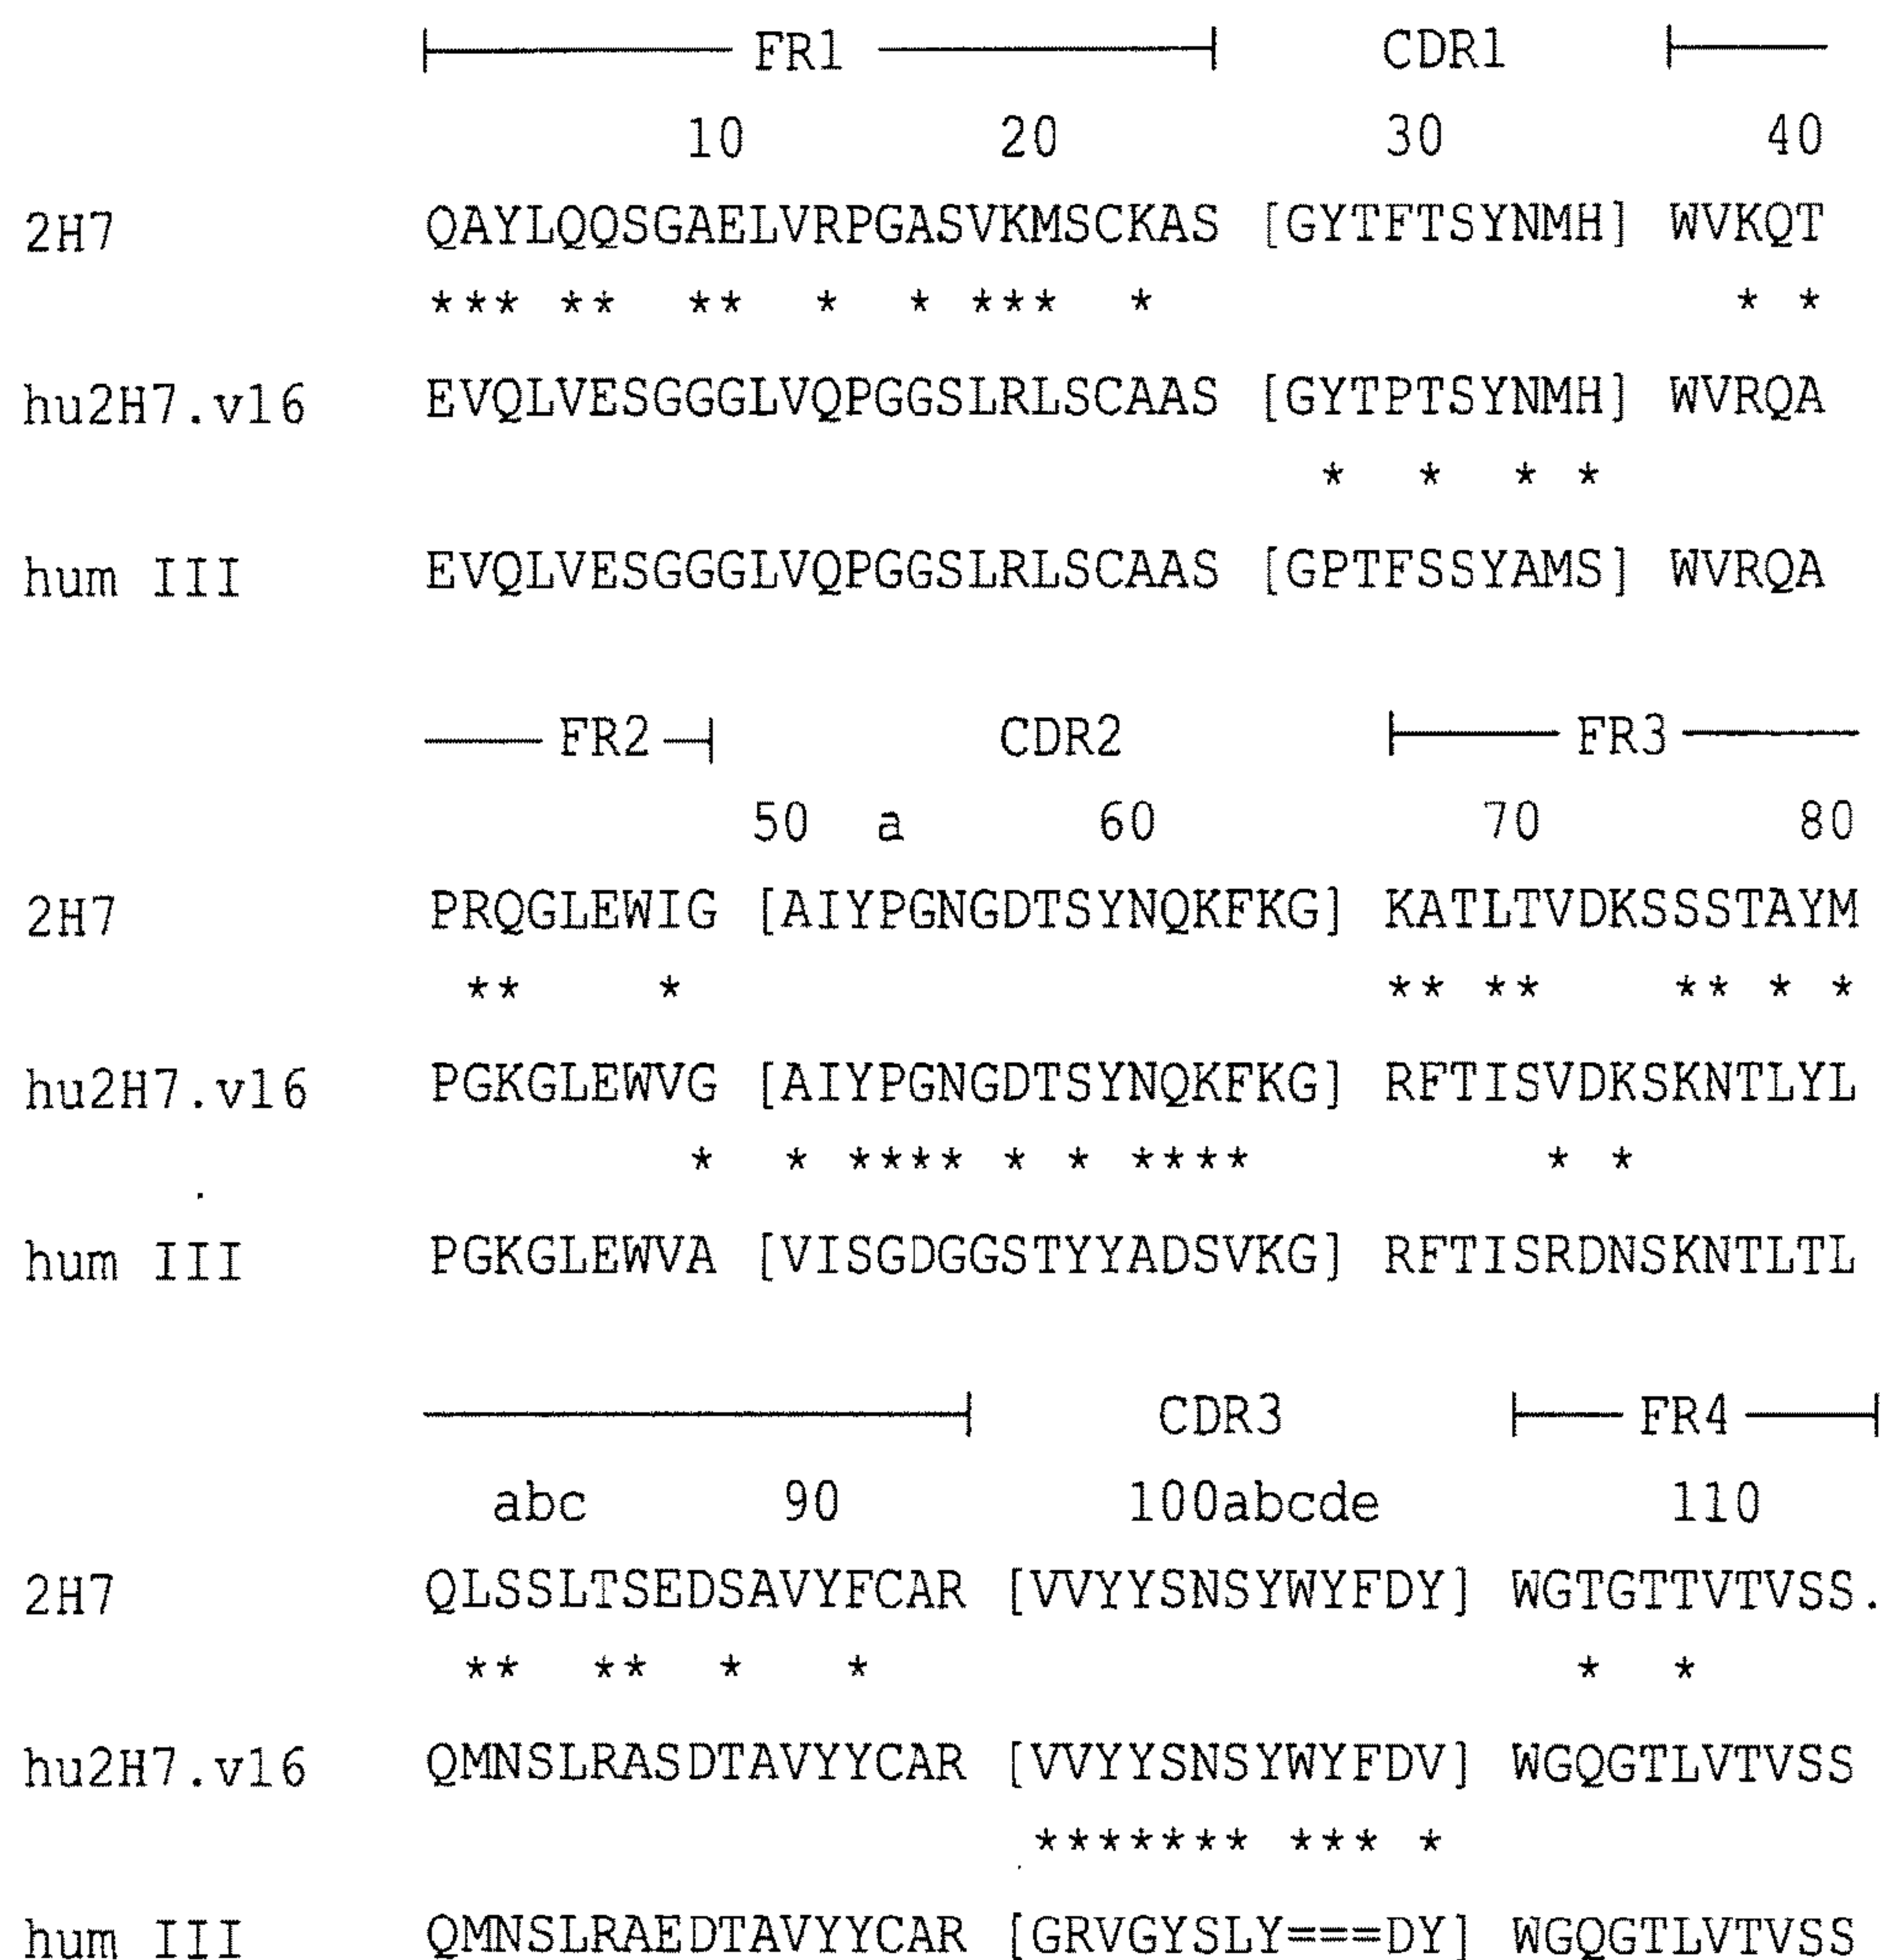 FR1 CDR1
10 20 30 40
2H7 QAYLQQSGAELVRPGASVKMSCKAS [GYTFTSYNMH] WVKQT
*** ** ** * * *** * * *
hu2H7.v16 EVQLVESGGGLVQPGGSLRLSCAAS [GYTPTSYNMH] WVRQA
* * * *
hum III EVQLVESGGGLVQPGGSLRLSCAAS [GPTFSSYAMS] WVRQA
FR2 CDR2 FR3
50 a 60 70 80
2H7 PRQGLEWIG [AIYPGNGDTSYNQKFKG] KATLTVDKSSSTAYM
** * ** ** ** * *
hu2H7.v16 PGKGLEWVG [AIYPGNGDTSYNQKFKG] RFTISVDKSKNTLYL
* * **** * * **** * *
hum III PGKGLEWVA [VISGDGGSTYYADSVKG] RFTISRDNSKNTLTL
CDR3 FR4
abc 90 100abcde 110
2H7 QLSSLTSEDSAVYFCAR [VVYYSNSYWYFDY] WGTGTTVTVSS.
** ** * * * *
hu2H7.v16 QMNSLRASDTAVYYCAR [VVYYSNSYWYFDV] WGQGTLVTVSS
******* *** *
hum III QMNSLRAEDTAVYYCAR [GRVGYSLY===DY] WGQGTLVTVSS